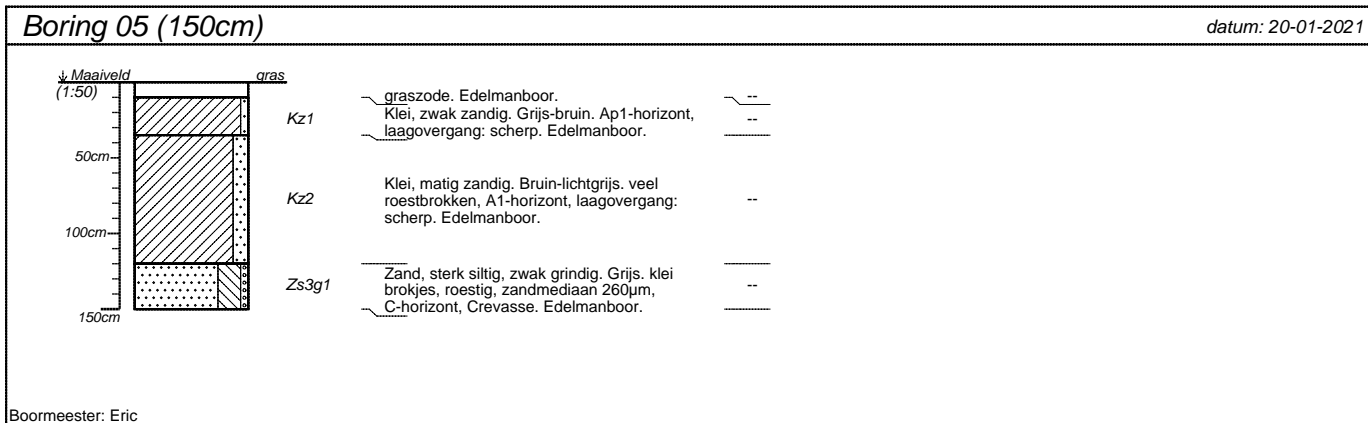 Boring 05 (150cm)
datum: 20-01-2021
Maaiveld
gras
(1:50)
graszode. Edelmanboor.
--
Kz1
Klei, zwak zandig. Grijs-bruin. Ap1-horizont,
laagovergang: scherp. Edelmanboor.
--
50cm
Kz2
Klei, matig zandig. Bruin-lichtgrijs. veel
roestbrokken, A1-horizont, laagovergang:
scherp. Edelmanboor.
--
100cm
Zs3g1
Zand, sterk siltig, zwak grindig. Grijs. klei
brokjes, roestig, zandmediaan 260µm,
C-horizont, Crevasse. Edelmanboor.
--
150cm
Boormeester: Eric